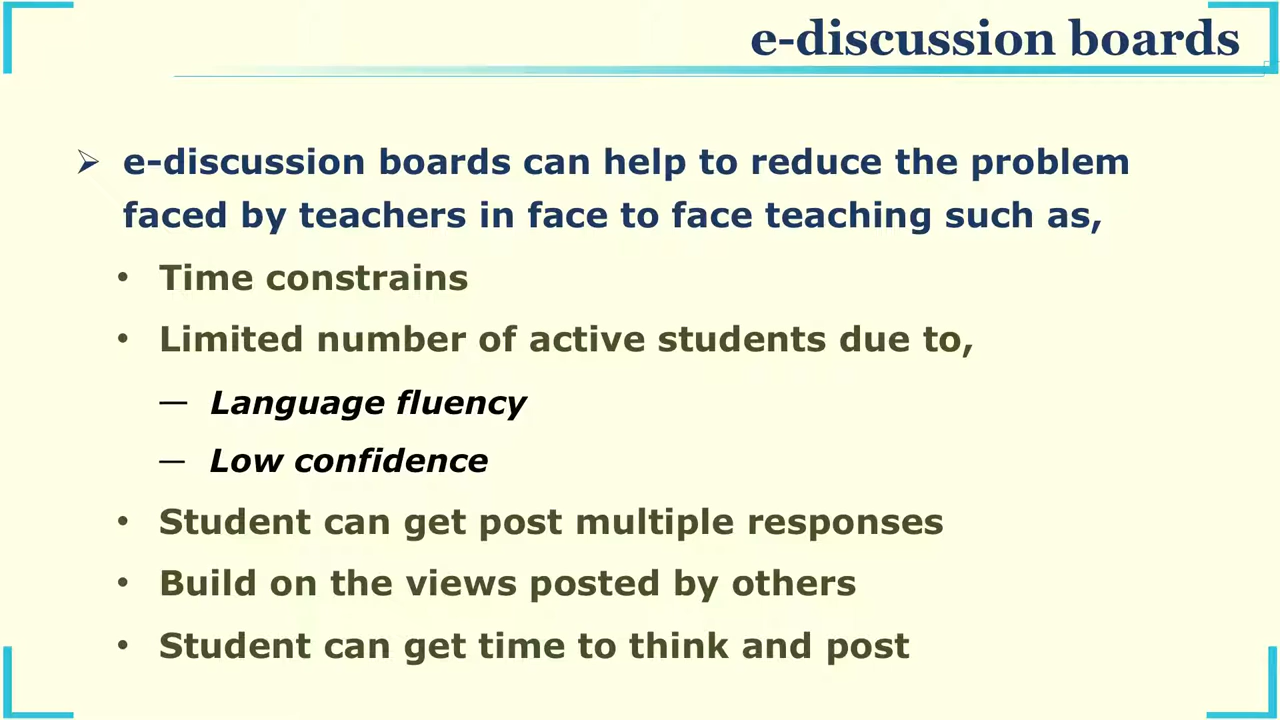 e-discussion boards
➢ e-discussion boards can help to reduce the problem
faced by teachers in face to face teaching such as,
• Time constrains
• Limited number of active students due to,
— Language fluency
— Low confidence
• Student can get post multiple responses
• Build on the views posted by others
• Student can get time to think and post